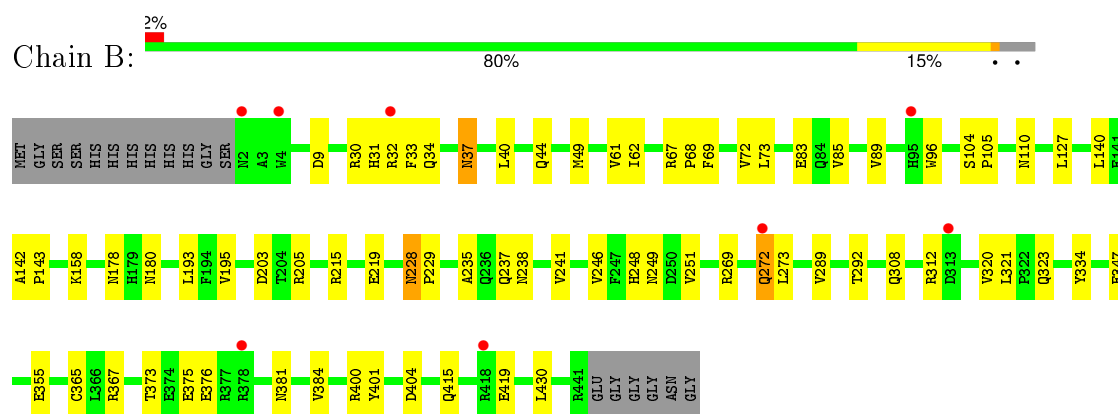 2%
Chain B:
80% 15% • •
MET GLY SER SER HIS HIS HIS HIS HIS HIS GLY SER N2 A3 W4 D9 R30 H31 R32 F33 Q34 N37 L40 Q44 M49 V61 I62 R67 P68 F69 V72 L73 E83 Q84 V85 V89 H95 W96 S104 P105 N110 L127 L140
A142 P143 K158 N178 H179 N180 L193 F194 V195 D203 T204 R205 R215 E219 N228 P229 A235 Q236 Q237 N238 V241 V246 F247 H248 N249 D250 V251 R269 Q272 L273 V289 T292 Q308 R312 D313 V320 L321 P322 Q323 Y334
E355 C365 L366 R367 T373 E374 E375 E376 R377 R378 N381 V384 R400 Y401 D404 Q415 R418 E419 L430 R441 GLU GLY GLY GLY ASN GLY